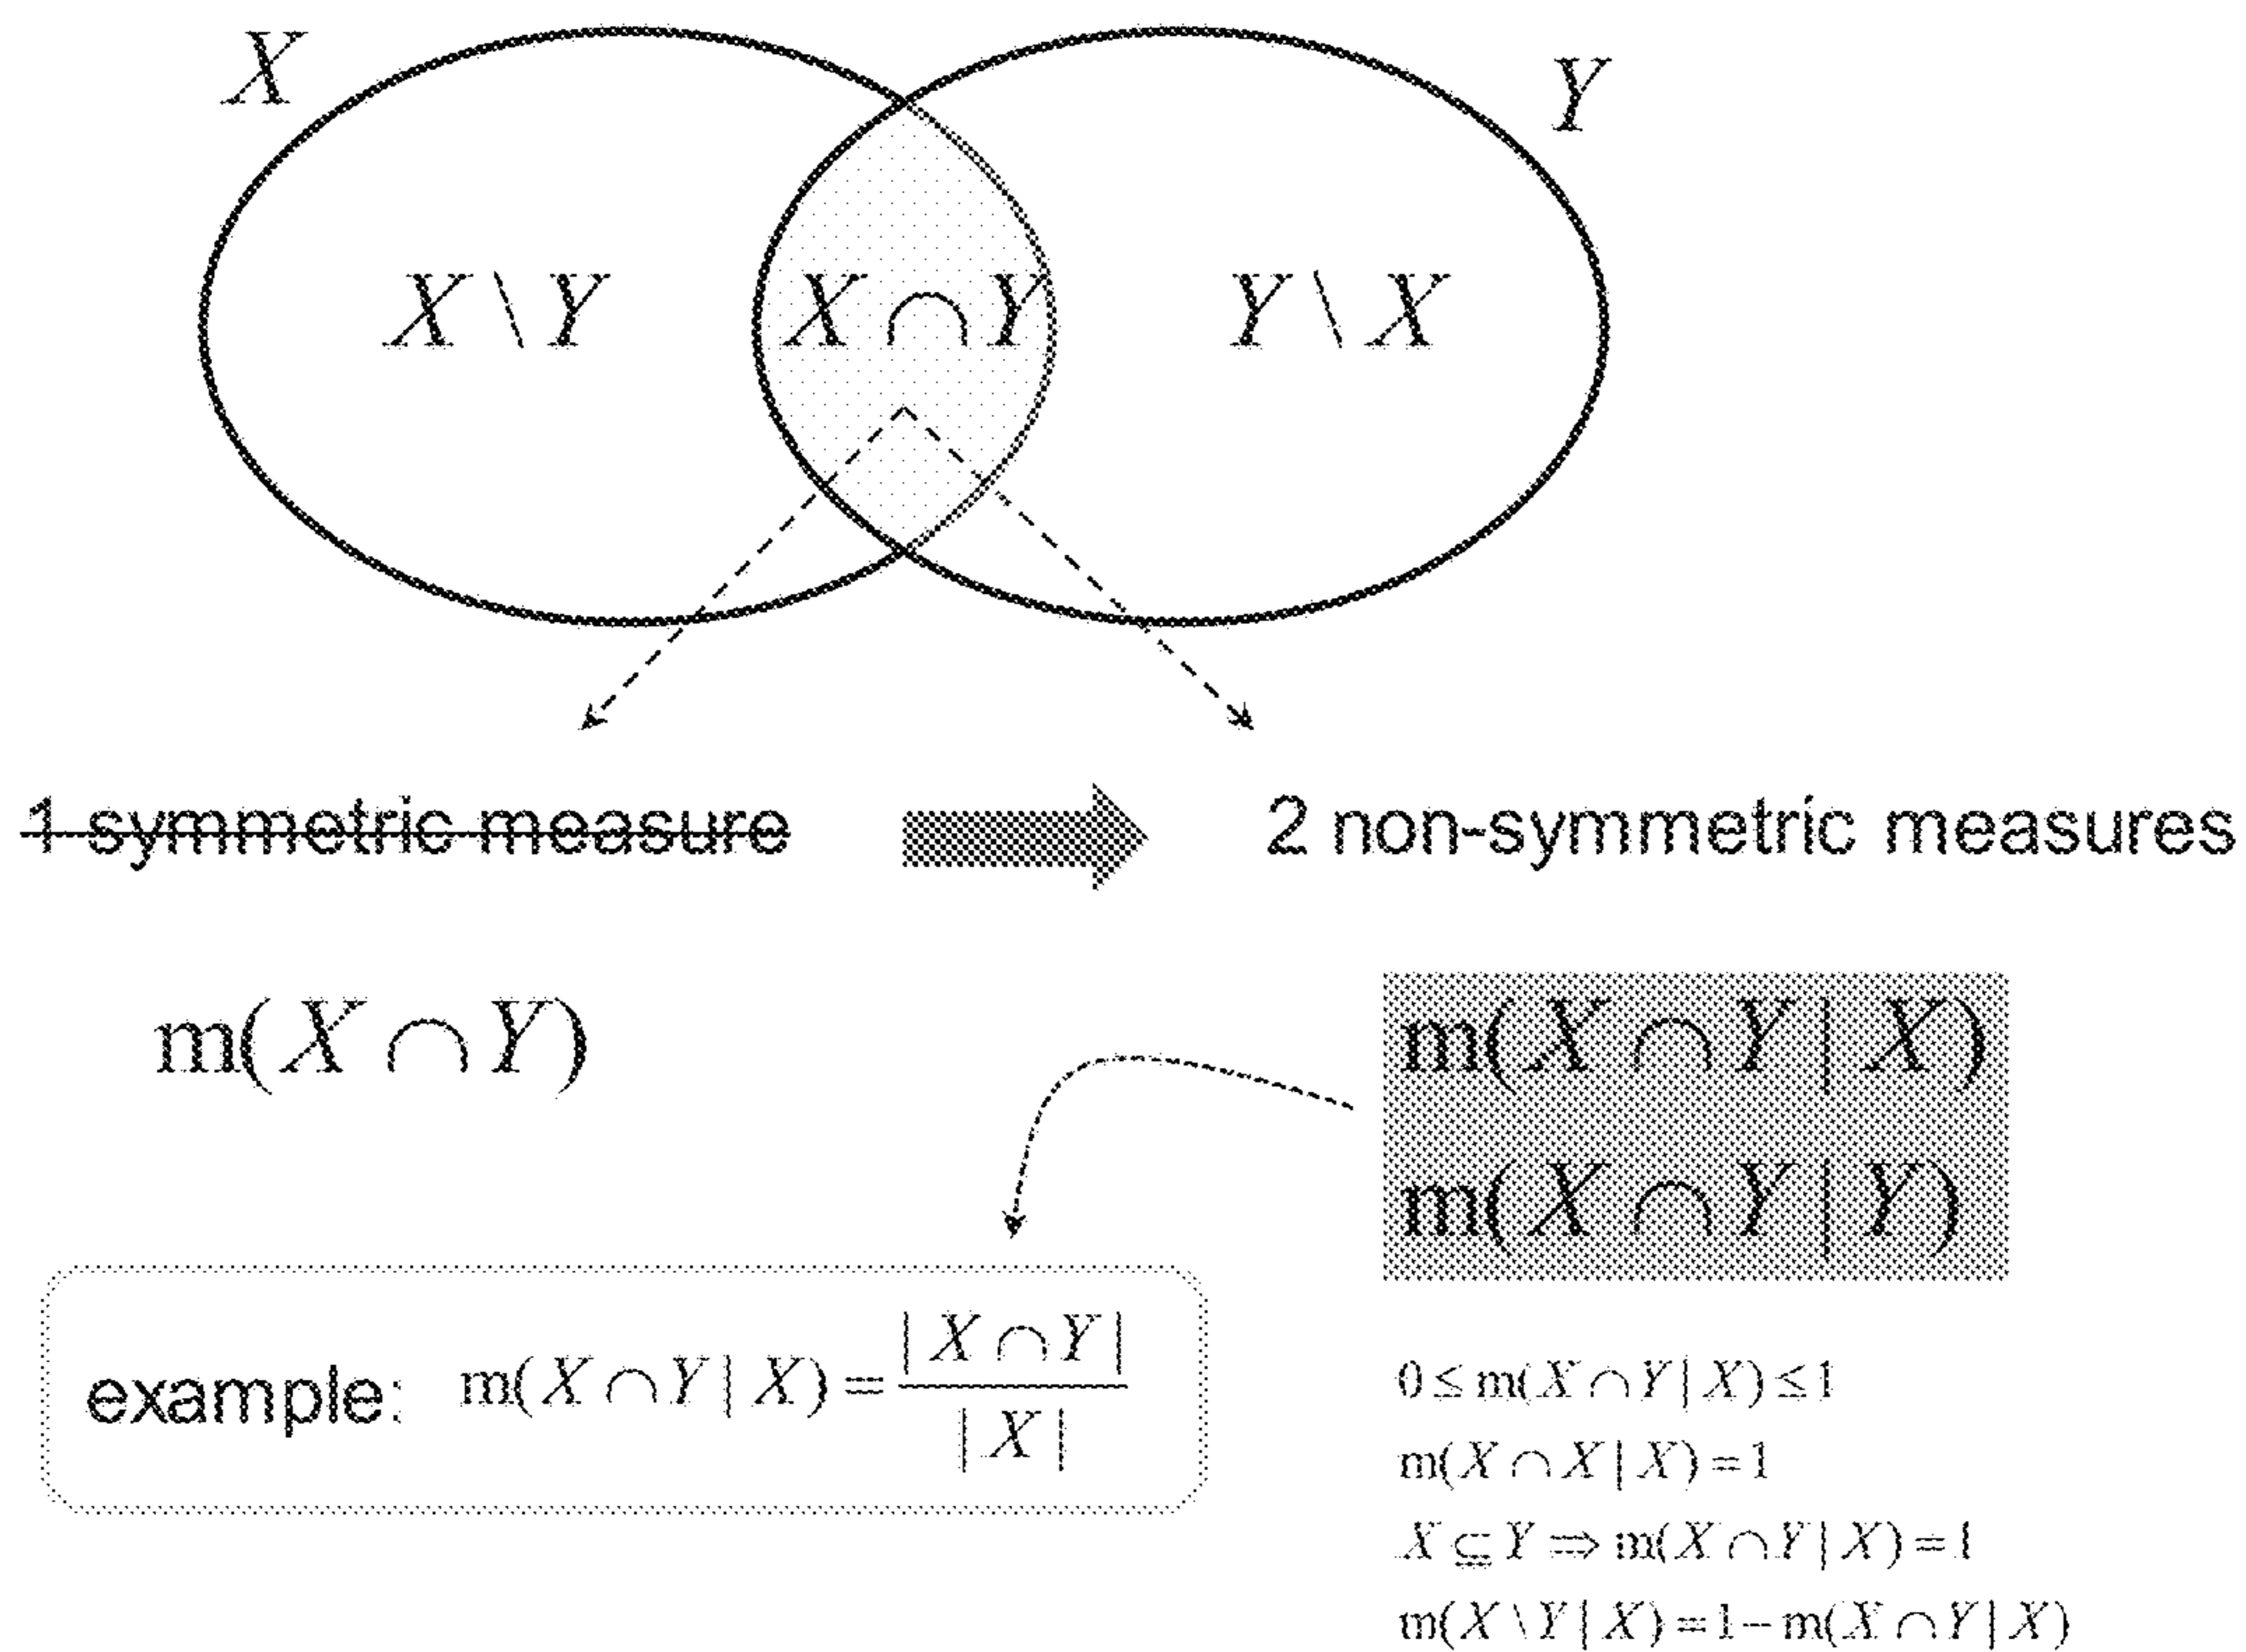 X
Y
X \ Y
X ∩ Y
Y \ X
1 symmetric measure
2 non-symmetric measures
m(X ∩ Y)
m(X ∩ Y | X)
m(X ∩ Y | Y)
example: m(X ∩ Y | X) = |X ∩ Y| / |X|
0 ≤ m(X ∩ Y | X) ≤ 1
m(X ∩ X | X) = 1
X ⊆ Y ⇒ m(X ∩ Y | X) = 1
m(X \ Y | X) = 1 − m(X ∩ Y | X)